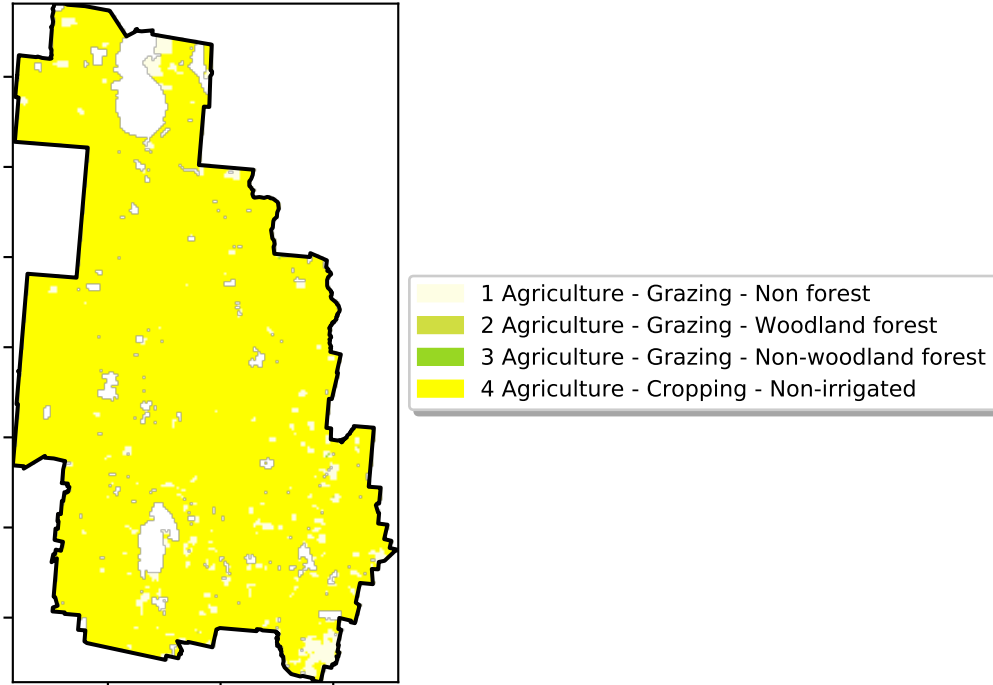 1 Agriculture - Grazing - Non forest
2 Agriculture - Grazing - Woodland forest
3 Agriculture - Grazing - Non-woodland forest
4 Agriculture - Cropping - Non-irrigated